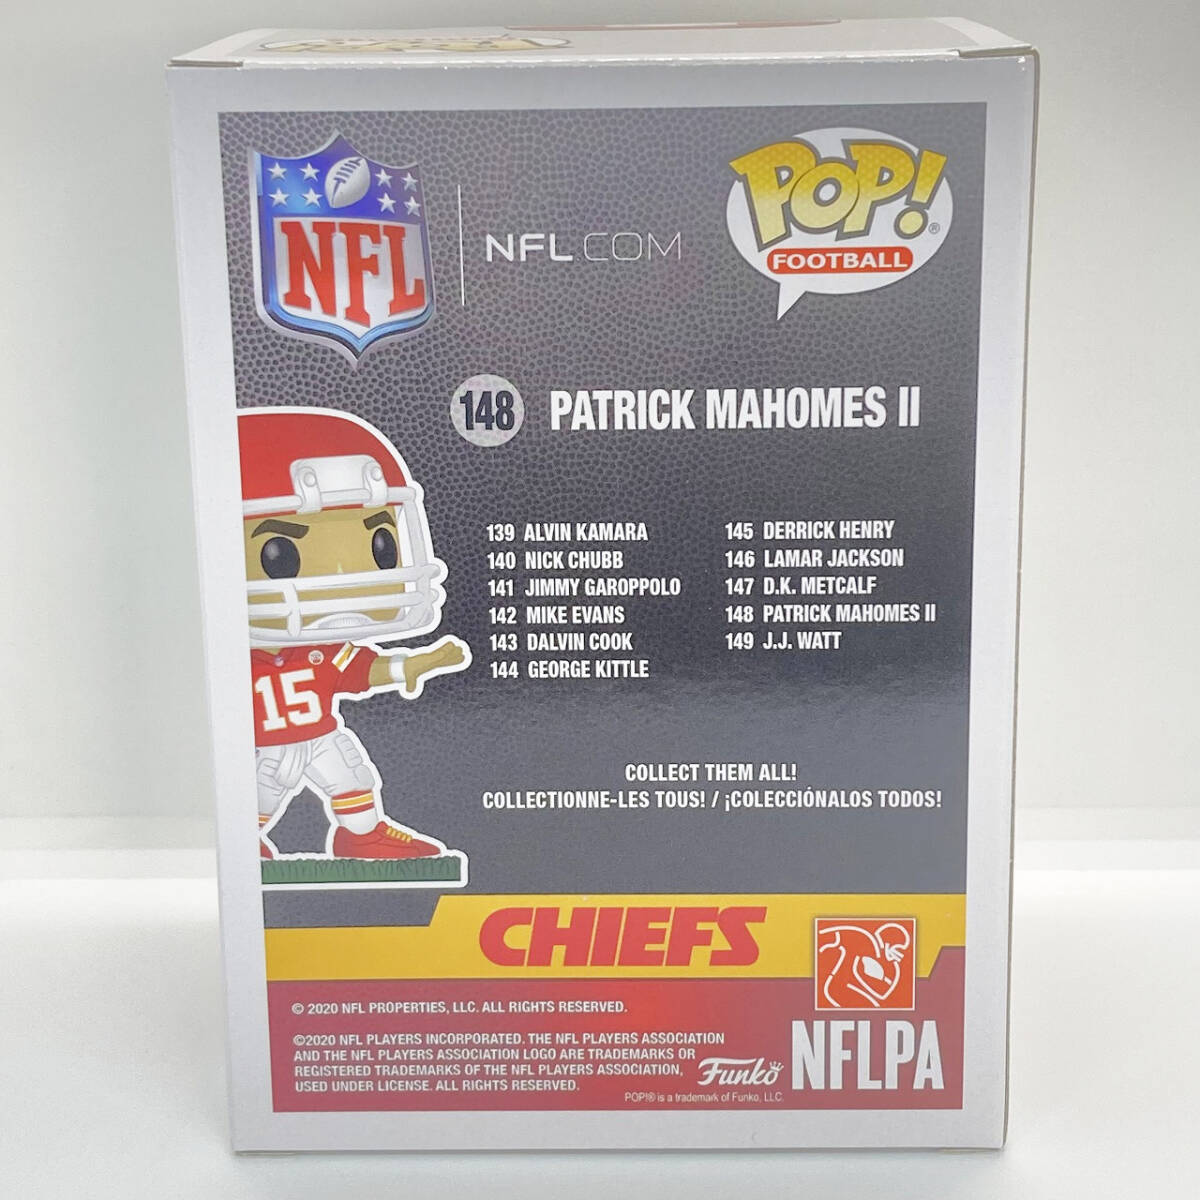 NFL
NFL.COM
POP!®
FOOTBALL
148 PATRICK MAHOMES II
139 ALVIN KAMARA
140 NICK CHUBB
141 JIMMY GAROPPOLO
142 MIKE EVANS
143 DALVIN COOK
144 GEORGE KITTLE
145 DERRICK HENRY
146 LAMAR JACKSON
147 D.K. METCALF
148 PATRICK MAHOMES II
149 J.J. WATT
15
COLLECT THEM ALL!
COLLECTIONNE-LES TOUS! / ¡COLECCIÓNALOS TODOS!
CHIEFS
© 2020 NFL PROPERTIES, LLC. ALL RIGHTS RESERVED.
©2020 NFL PLAYERS INCORPORATED. THE NFL PLAYERS ASSOCIATION
AND THE NFL PLAYERS ASSOCIATION LOGO ARE TRADEMARKS OR
REGISTERED TRADEMARKS OF THE NFL PLAYERS ASSOCIATION,
USED UNDER LICENSE. ALL RIGHTS RESERVED.
Funko
POP!® is a trademark of Funko, LLC.
NFLPA